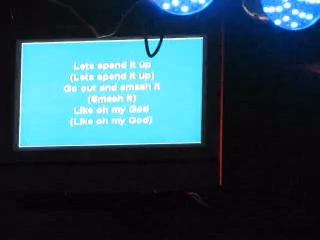 Lets spend it up
(Lets spend it up)
Go out and smash it
(Smash it)
Like oh my God
(Like oh my God)